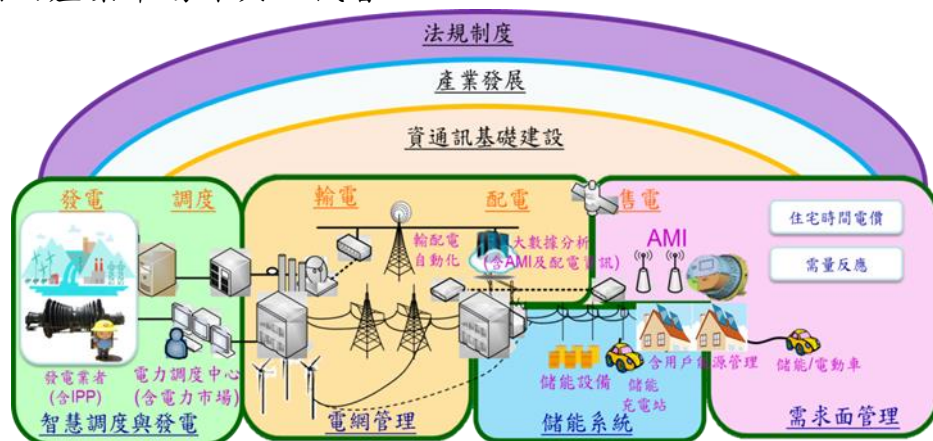 法規制度
產業發展
資通訊基礎建設
發電
調度
輸電
配電
售電
住宅時間電價
需量反應
AMI
輸配電
自動化
大數據分析
(含AMI及配電資訊)
發電業者
(含IPP)
電力調度中心
(含電力市場)
儲能設備
儲能
充電站
含用戶能源管理
儲能/電動車
智慧調度與發電
電網管理
儲能系統
需求面管理